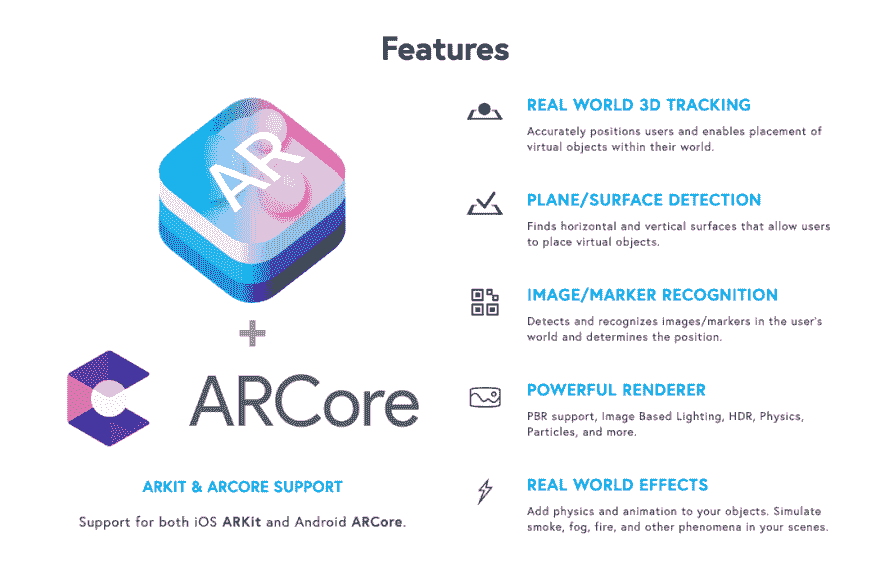 Features
AR
+
ARCore
ARKIT & ARCORE SUPPORT
Support for both iOS ARKit and Android ARCore.
REAL WORLD 3D TRACKING
Accurately positions users and enables placement of
virtual objects within their world.
PLANE/SURFACE DETECTION
Finds horizontal and vertical surfaces that allow users
to place virtual objects.
IMAGE/MARKER RECOGNITION
Detects and recognizes images/markers in the user's
world and determines the position.
POWERFUL RENDERER
PBR support, Image Based Lighting, HDR, Physics,
Particles, and more.
REAL WORLD EFFECTS
Add physics and animation to your objects. Simulate
smoke, fog, fire, and other phenomena in your scenes.